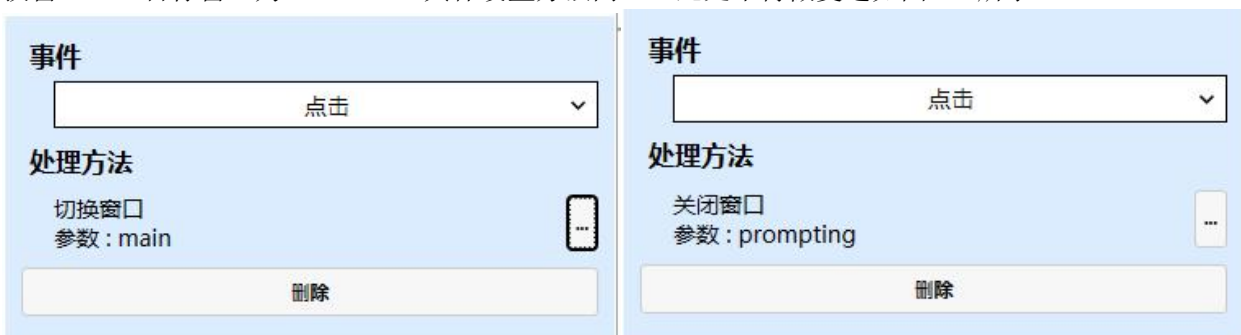 事件
点击
处理方法
切换窗口
参数 : main
...
删除
事件
点击
处理方法
关闭窗口
参数 : prompting
...
删除